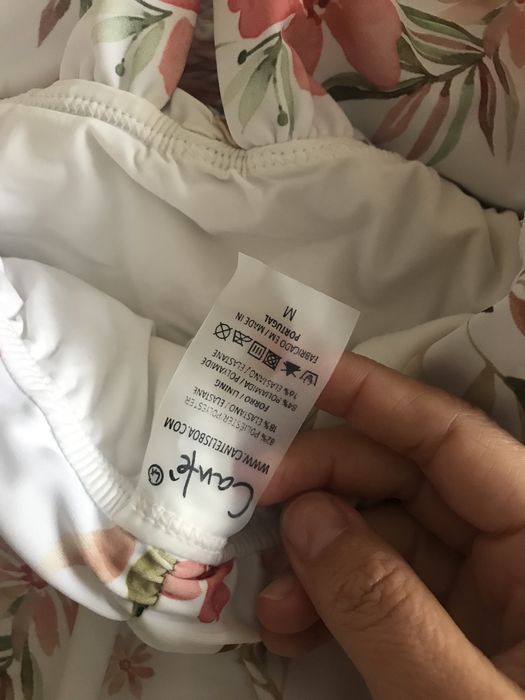 Cantê
WWW.CANTELISBOA.COM
82% POLIÉSTER/POLYESTER
18% ELASTANO/ELASTANE
FORRO / LINING
84% POLIAMIDA / POLYAMIDE
16% ELASTANO / ELASTANE
FABRICADO EM / MADE IN
PORTUGAL
M